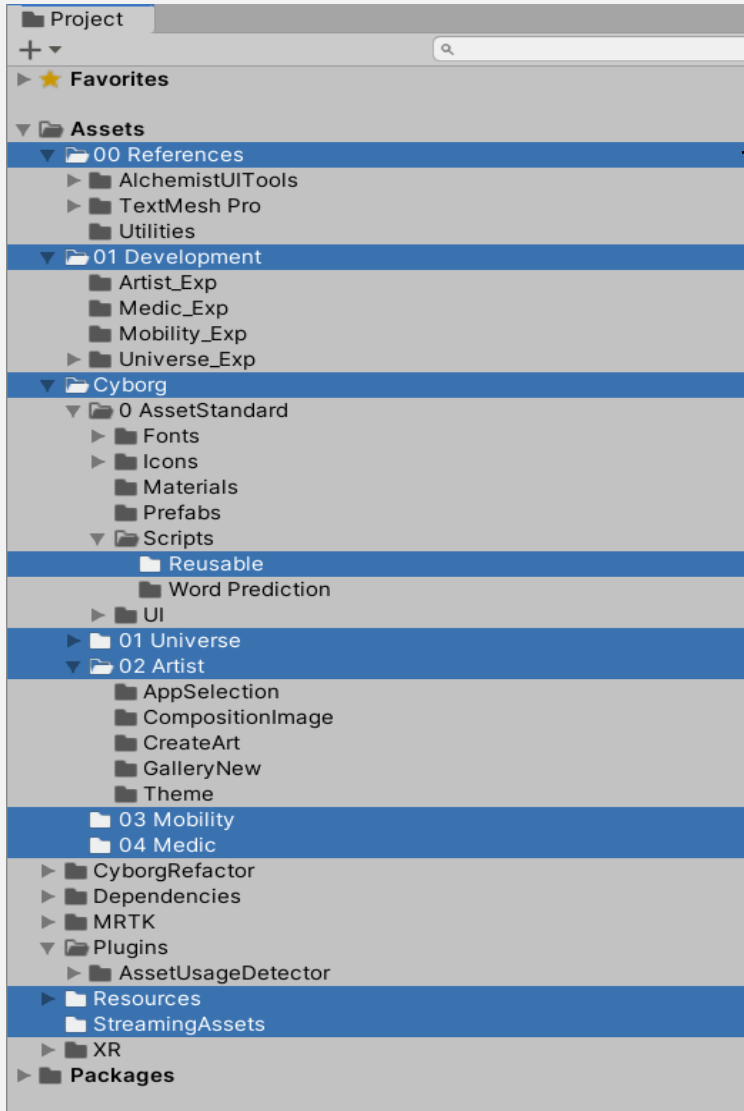 Project
Favorites
Assets
00 References
AlchemistUITools
TextMesh Pro
Utilities
01 Development
Artist_Exp
Medic_Exp
Mobility_Exp
Universe_Exp
Cyborg
0 AssetStandard
Fonts
Icons
Materials
Prefabs
Scripts
Reusable
Word Prediction
UI
01 Universe
02 Artist
AppSelection
CompositionImage
CreateArt
GalleryNew
Theme
03 Mobility
04 Medic
CyborgRefactor
Dependencies
MRTK
Plugins
AssetUsageDetector
Resources
StreamingAssets
XR
Packages